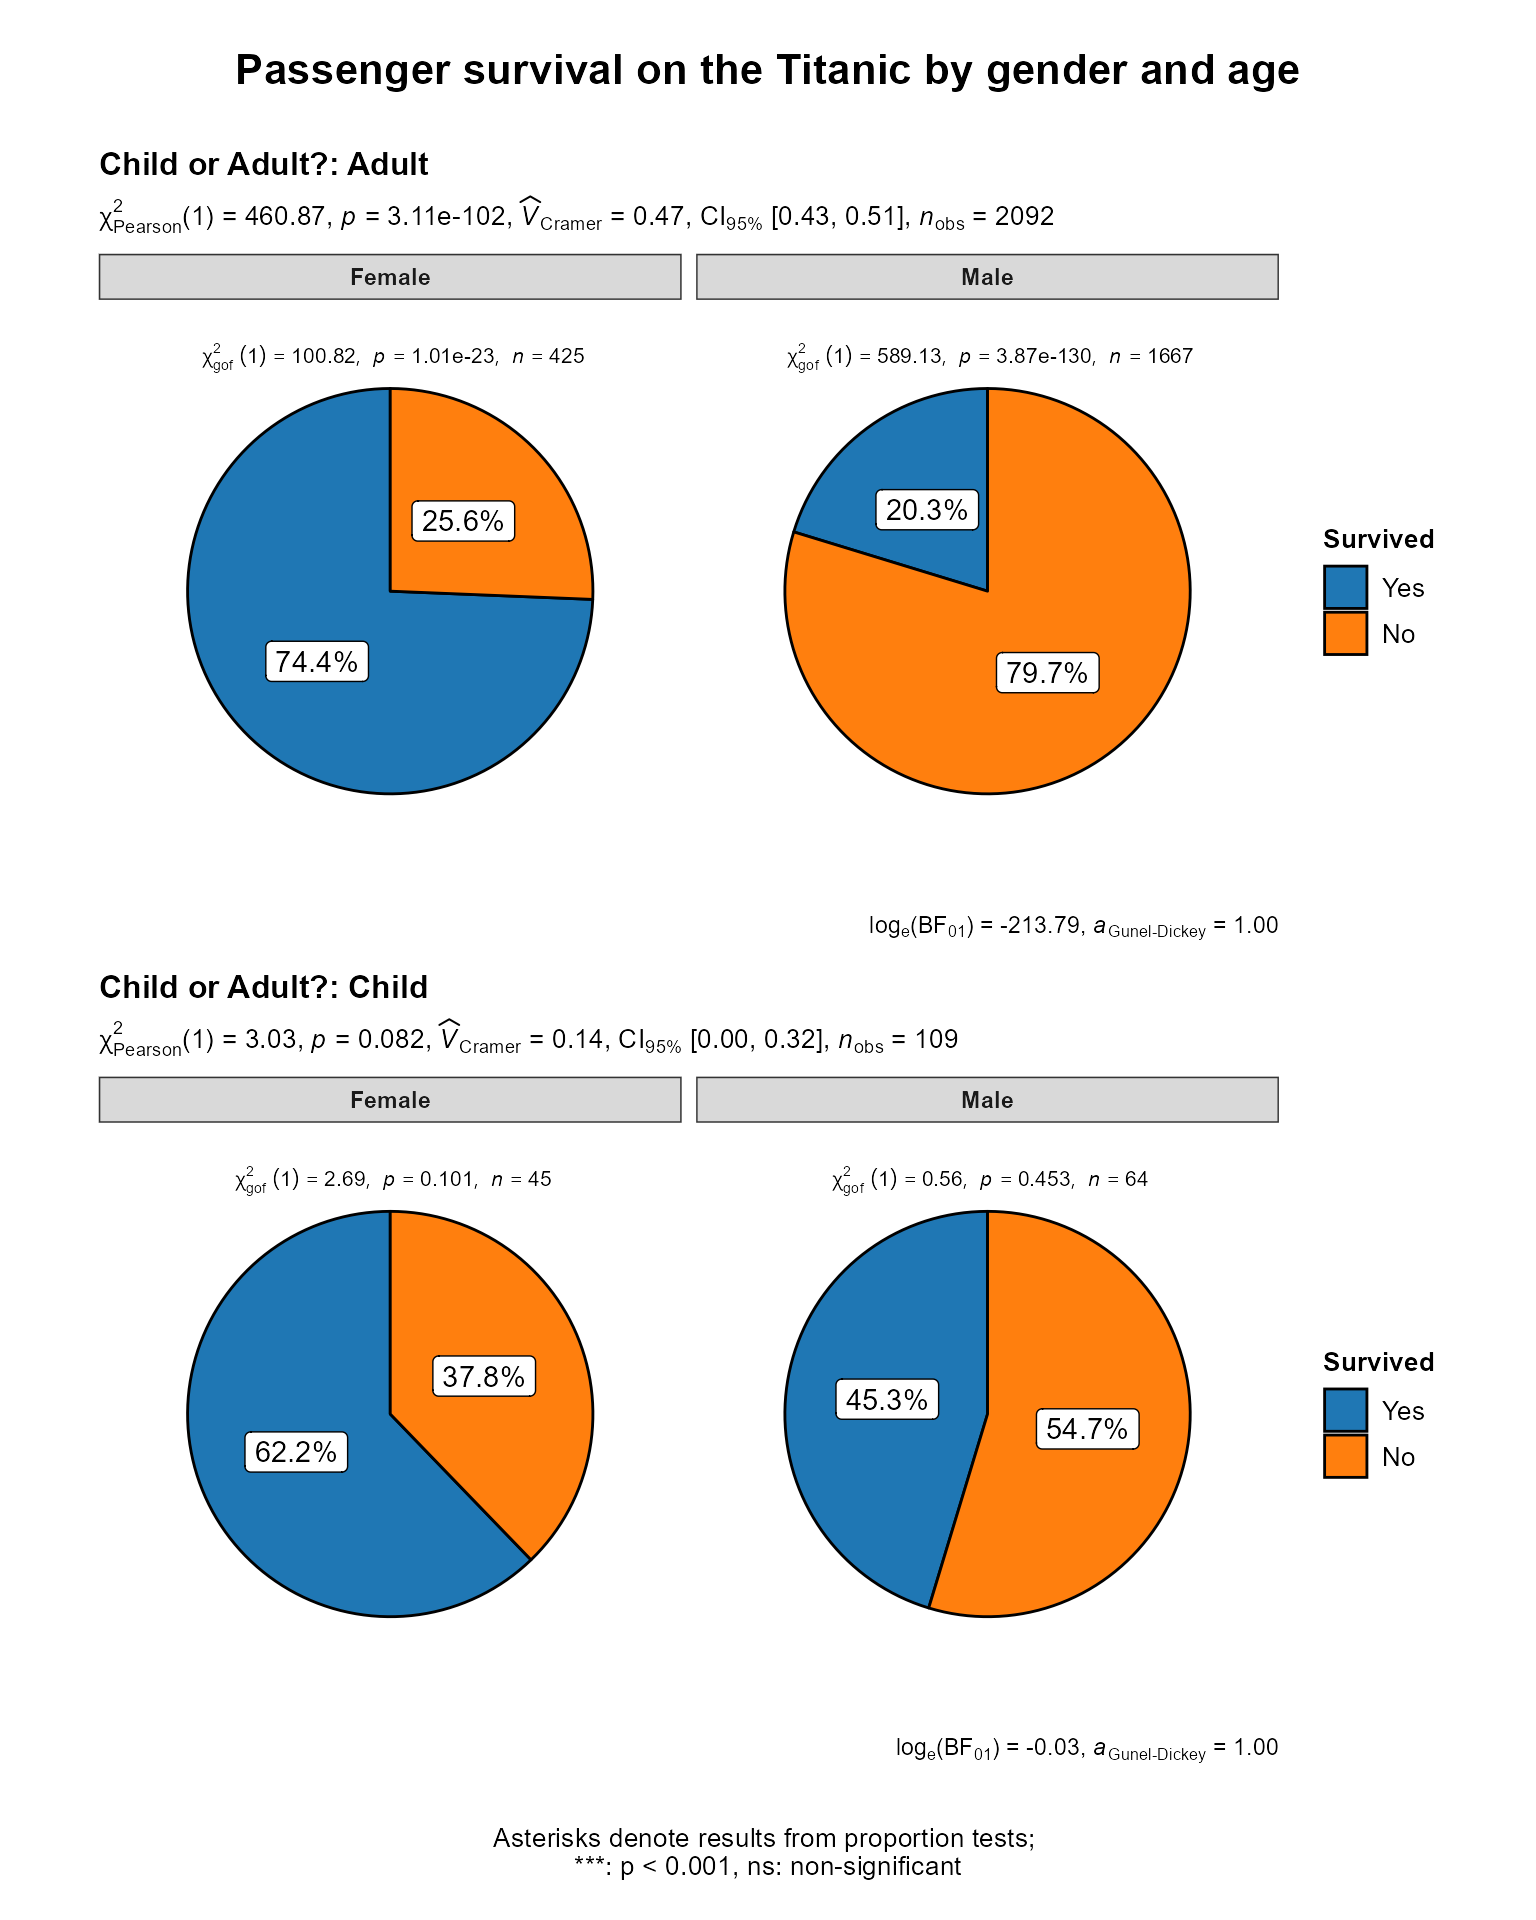 Passenger survival on the Titanic by gender and age
Child or Adult?: Adult
χ²Pearson(1) = 460.87, p = 3.11e-102, V̂Cramer = 0.47, CI95% [0.43, 0.51], nobs = 2092
Female
Male
χ²gof (1) = 100.82, p = 1.01e-23, n = 425
χ²gof (1) = 589.13, p = 3.87e-130, n = 1667
25.6%
74.4%
20.3%
79.7%
Survived
Yes
No
loge(BF01) = -213.79, aGunel-Dickey = 1.00
Child or Adult?: Child
χ²Pearson(1) = 3.03, p = 0.082, V̂Cramer = 0.14, CI95% [0.00, 0.32], nobs = 109
Female
Male
χ²gof (1) = 2.69, p = 0.101, n = 45
χ²gof (1) = 0.56, p = 0.453, n = 64
37.8%
62.2%
45.3%
54.7%
Survived
Yes
No
loge(BF01) = -0.03, aGunel-Dickey = 1.00
Asterisks denote results from proportion tests;
***: p < 0.001, ns: non-significant